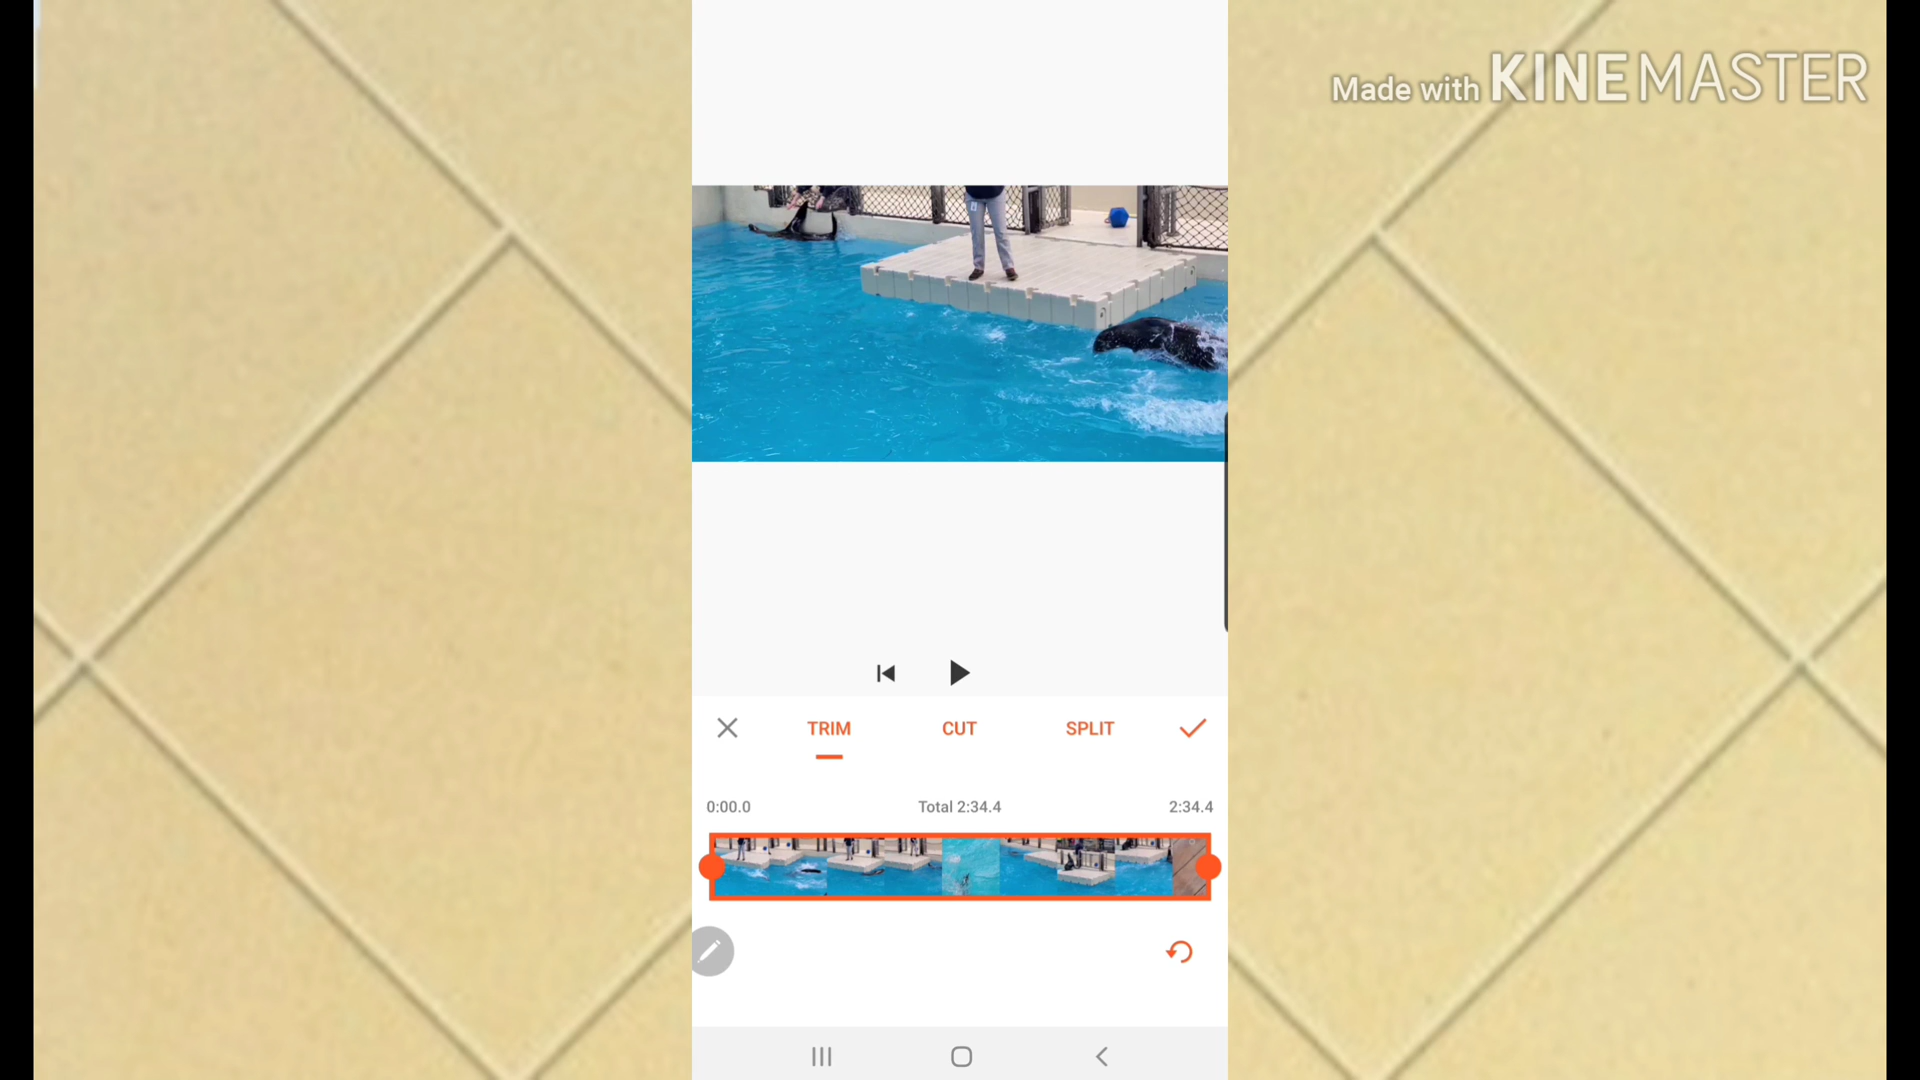 Made with KINEMASTER
TRIM CUT SPLIT
0:00.0 Total 2:34.4 2:34.4